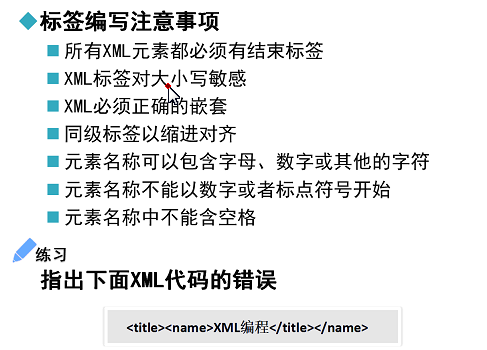 标签编写注意事项
所有XML元素都必须有结束标签
XML标签对大小写敏感
XML必须正确的嵌套
同级标签以缩进对齐
元素名称可以包含字母、数字或其他的字符
元素名称不能以数字或者标点符号开始
元素名称中不能含空格
练习
指出下面XML代码的错误
<title><name>XML编程</title></name>